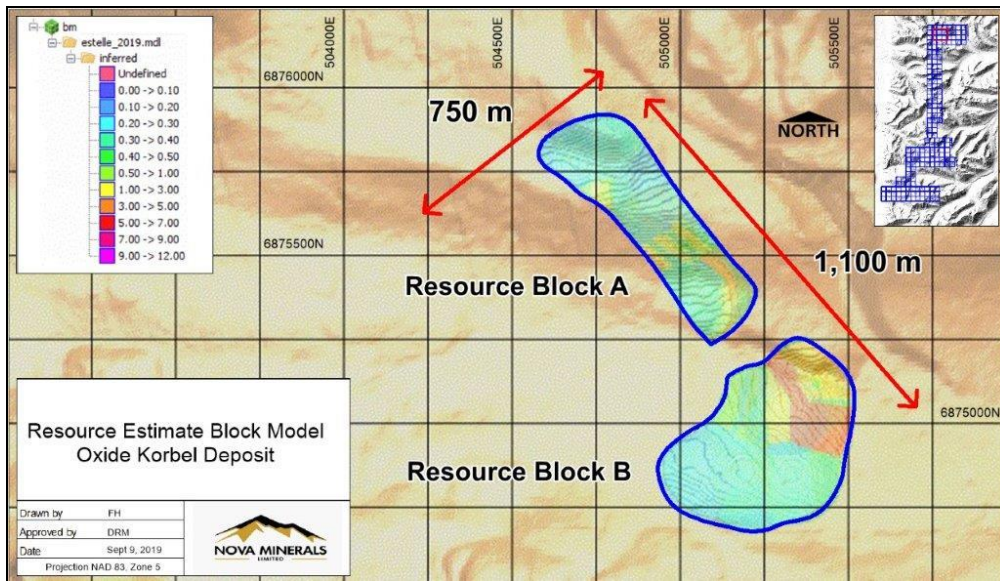 bm
estelle_2019.mdl
inferred
Undefined
0.00 -> 0.10
0.10 -> 0.20
0.20 -> 0.30
0.30 -> 0.40
0.40 -> 0.50
0.50 -> 1.00
1.00 -> 3.00
3.00 -> 5.00
5.00 -> 7.00
7.00 -> 9.00
9.00 -> 12.00
504000E
504500E
505000E
505500E
6876000N
750 m
NORTH
6875500N
1,100 m
Resource Block A
6875000N
Resource Block B
Resource Estimate Block Model
Oxide Korbel Deposit
Drawn by FH
Approved by DRM
Date Sept 9, 2019
Projection NAD 83, Zone 5
NOVA MINERALS
LIMITED